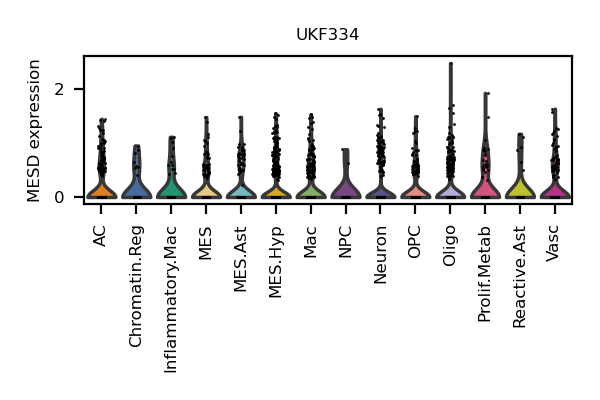 UKF334
MESD expression
2
0
AC
Chromatin.Reg
Inflammatory.Mac
MES
MES.Ast
MES.Hyp
Mac
NPC
Neuron
OPC
Oligo
Prolif.Metab
Reactive.Ast
Vasc